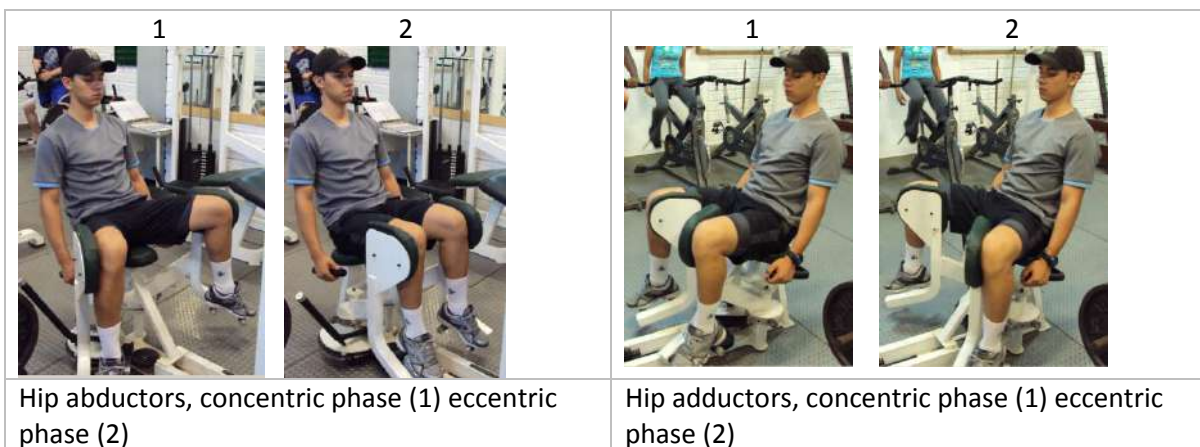 1 2
1 2
Hip abductors, concentric phase (1) eccentric
phase (2)
Hip adductors, concentric phase (1) eccentric
phase (2)